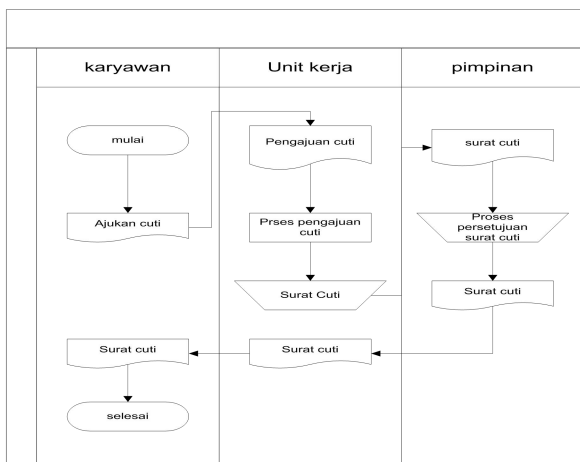 karyawan
Unit kerja
pimpinan
mulai
Pengajuan cuti
surat cuti
Ajukan cuti
Prses pengajuan
cuti
Proses
persetujuan
surat cuti
Surat Cuti
Surat cuti
Surat cuti
Surat cuti
selesai